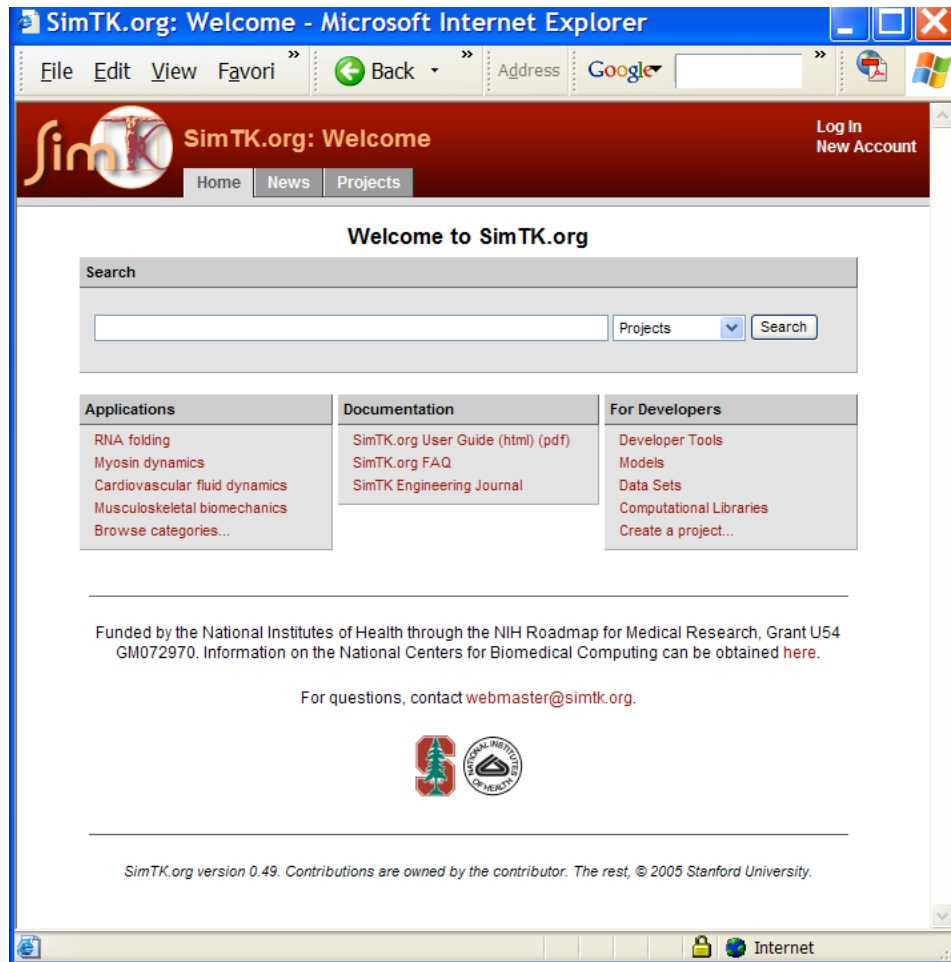 SimTK.org: Welcome - Microsoft Internet Explorer
File Edit View Favori » Back » Address Google »
SimTK
SimTK.org: Welcome
Log In
New Account
Home News Projects
Welcome to SimTK.org
Search
Projects Search
Applications
RNA folding
Myosin dynamics
Cardiovascular fluid dynamics
Musculoskeletal biomechanics
Browse categories...
Documentation
SimTK.org User Guide (html) (pdf)
SimTK.org FAQ
SimTK Engineering Journal
For Developers
Developer Tools
Models
Data Sets
Computational Libraries
Create a project...
Funded by the National Institutes of Health through the NIH Roadmap for Medical Research, Grant U54
GM072970. Information on the National Centers for Biomedical Computing can be obtained here.
For questions, contact webmaster@simtk.org.
S
NATIONAL INSTITUTES
OF HEALTH
SimTK.org version 0.49. Contributions are owned by the contributor. The rest, © 2005 Stanford University.
Internet